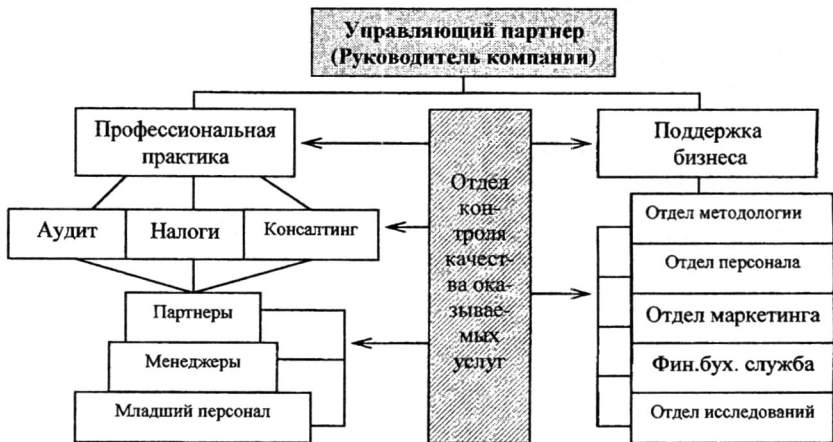 Управляющий партнер
(Руководитель компании)
Профессиональная
практика
Поддержка
бизнеса
Отдел
кон-
троля
качест-
ва ока-
зывае-
мых
услуг
Аудит
Налоги
Консалтинг
Партнеры
Менеджеры
Младший персонал
Отдел методологии
Отдел персонала
Отдел маркетинга
Фин.бух. служба
Отдел исследований